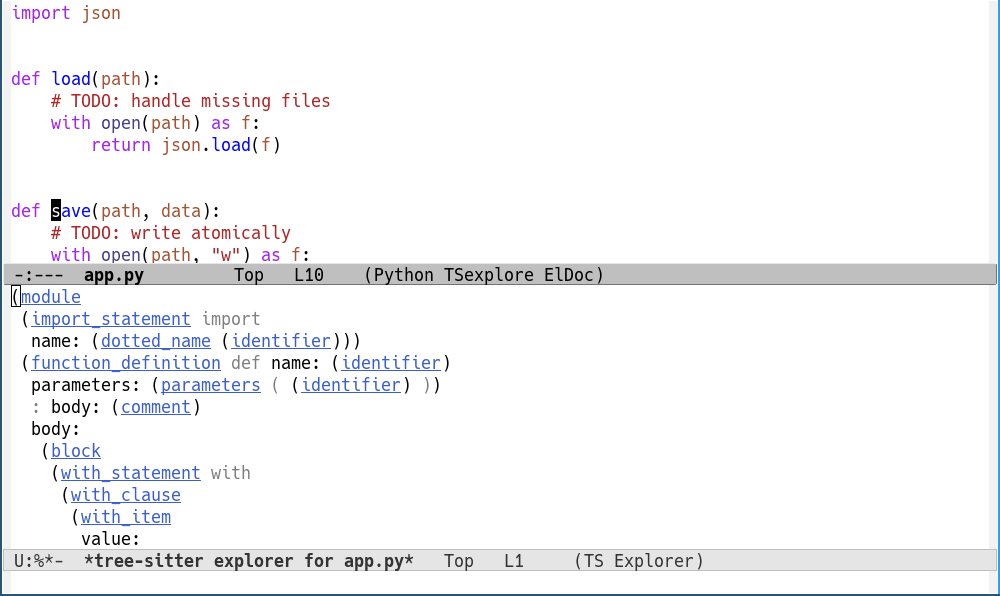 import json
def load(path):
    # TODO: handle missing files
    with open(path) as f:
        return json.load(f)
def save(path, data):
    # TODO: write atomically
    with open(path, "w") as f:
-:---  app.py         Top   L10    (Python TSexplore ElDoc)
(module
 (import_statement import
  name: (dotted_name (identifier)))
 (function_definition def name: (identifier)
  parameters: (parameters ( (identifier) ))
  : body: (comment)
  body:
   (block
    (with_statement with
     (with_clause
      (with_item
       value:
U:%*-  *tree-sitter explorer for app.py*   Top   L1     (TS Explorer)